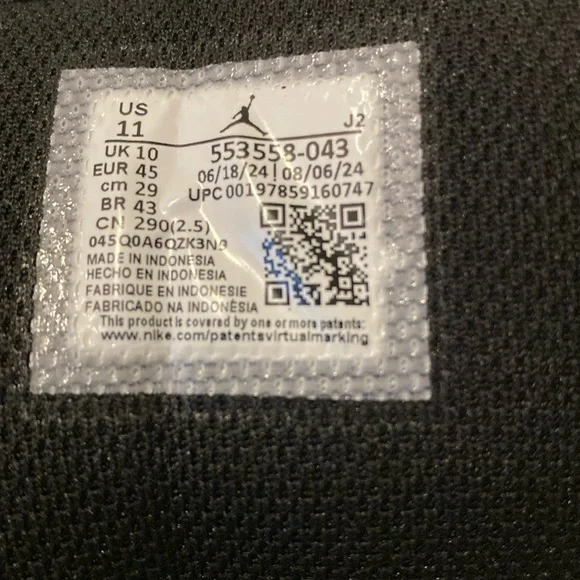 US
11
J2
UK 10
553558-043
EUR 45
06/18/24 | 08/06/24
cm 29
UPC 00197859160747
BR 43
CN 290(2.5)
045Q0A6QZK3N9
MADE IN INDONESIA
HECHO EN INDONESIA
FABRIQUE EN INDONESIE
FABRICADO NA INDONÉSIA
This product is covered by one or more patents:
www.nike.com/patentsvirtualmarking